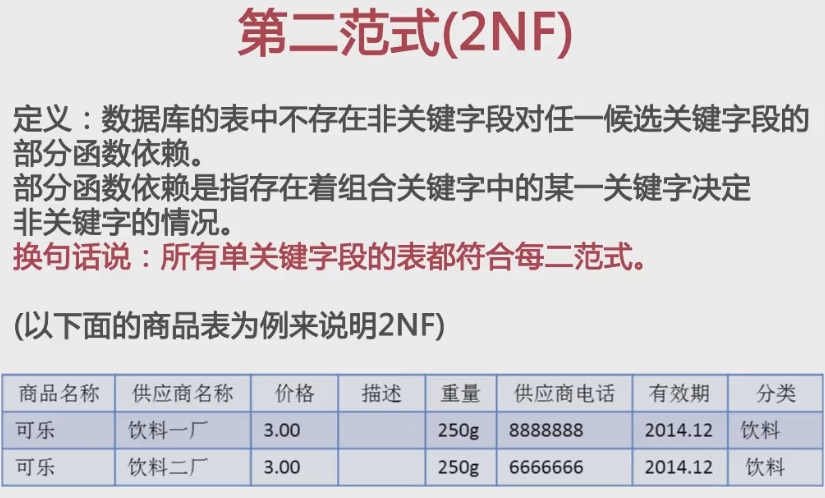 第二范式(2NF)
定义：数据库的表中不存在非关键字段对任一候选关键字段的
部分函数依赖。
部分函数依赖是指存在着组合关键字中的某一关键字决定
非关键字的情况。
换句话说：所有单关键字段的表都符合每二范式。
(以下面的商品表为例来说明2NF)
商品名称 供应商名称 价格 描述 重量 供应商电话 有效期 分类
可乐 饮料一厂 3.00 250g 8888888 2014.12 饮料
可乐 饮料二厂 3.00 250g 6666666 2014.12 饮料